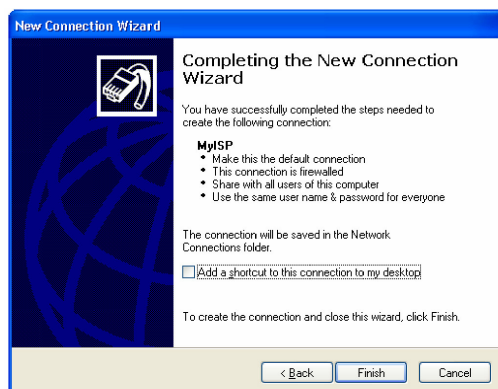 New Connection Wizard
Completing the New Connection
Wizard
You have successfully completed the steps needed to
create the following connection:
MyISP
* Make this the default connection
* This connection is firewalled
* Share with all users of this computer
* Use the same user name & password for everyone
The connection will be saved in the Network
Connections folder.
Add a shortcut to this connection to my desktop
To create the connection and close this wizard, click Finish.
< Back Finish Cancel